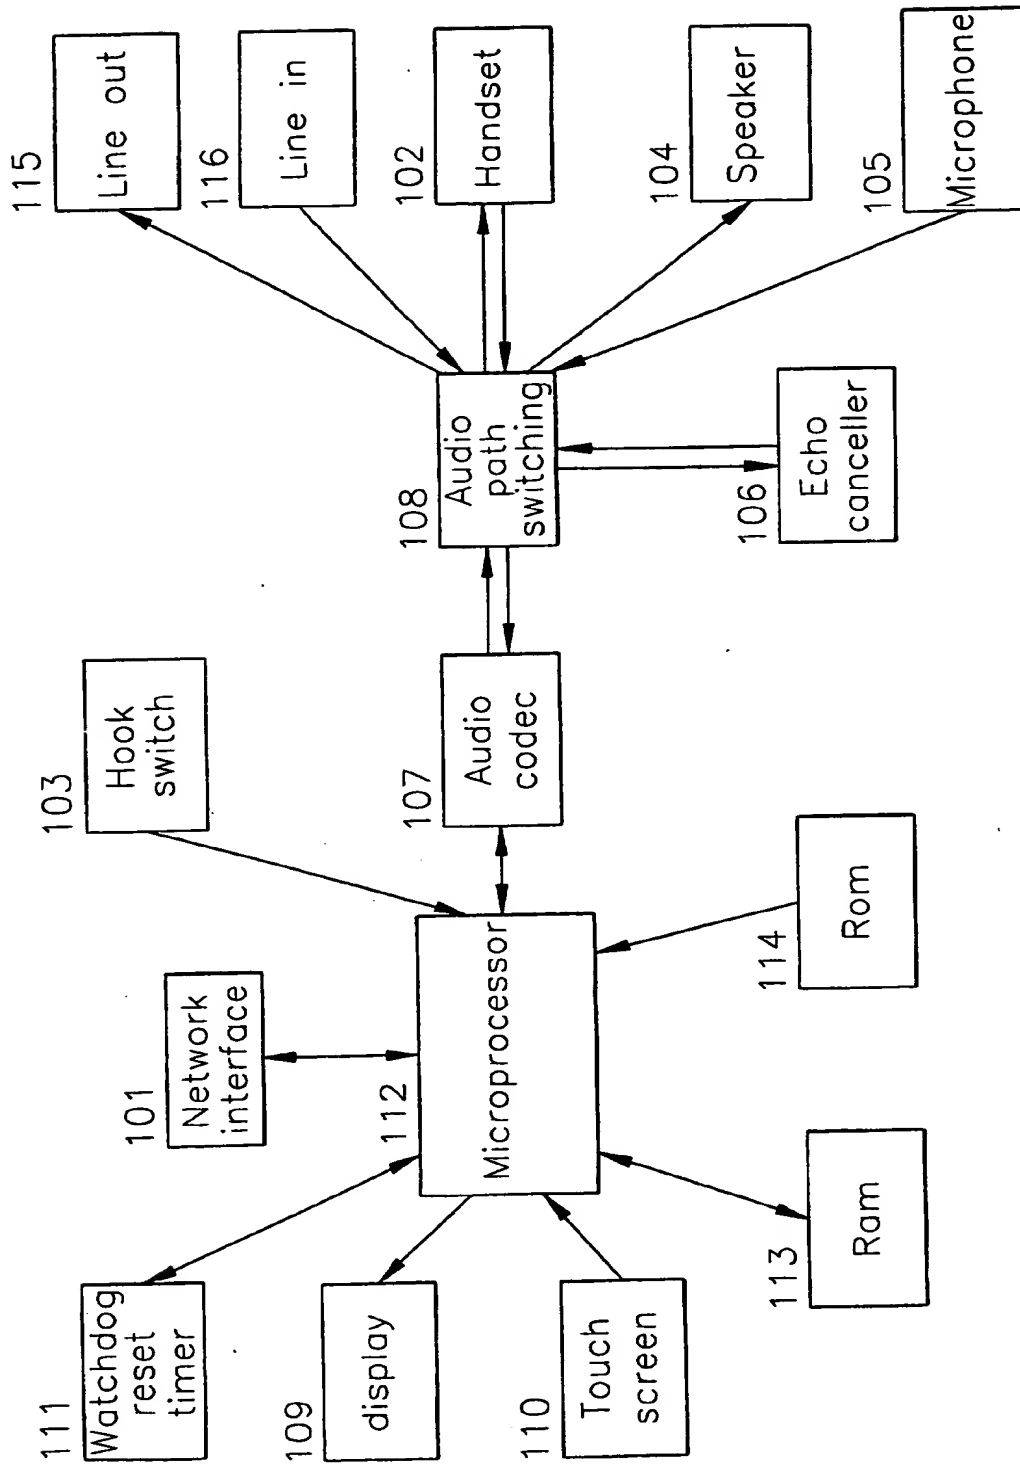 111
Watchdog
reset
timer
109
display
110
Touch
screen
101
Network
interface
112
Microprocessor
113
Ram
114
Rom
103
Hook
switch
107
Audio
codec
108
Audio
path
switching
106
Echo
canceller
115
Line out
116
Line in
102
Handset
104
Speaker
105
Microphone